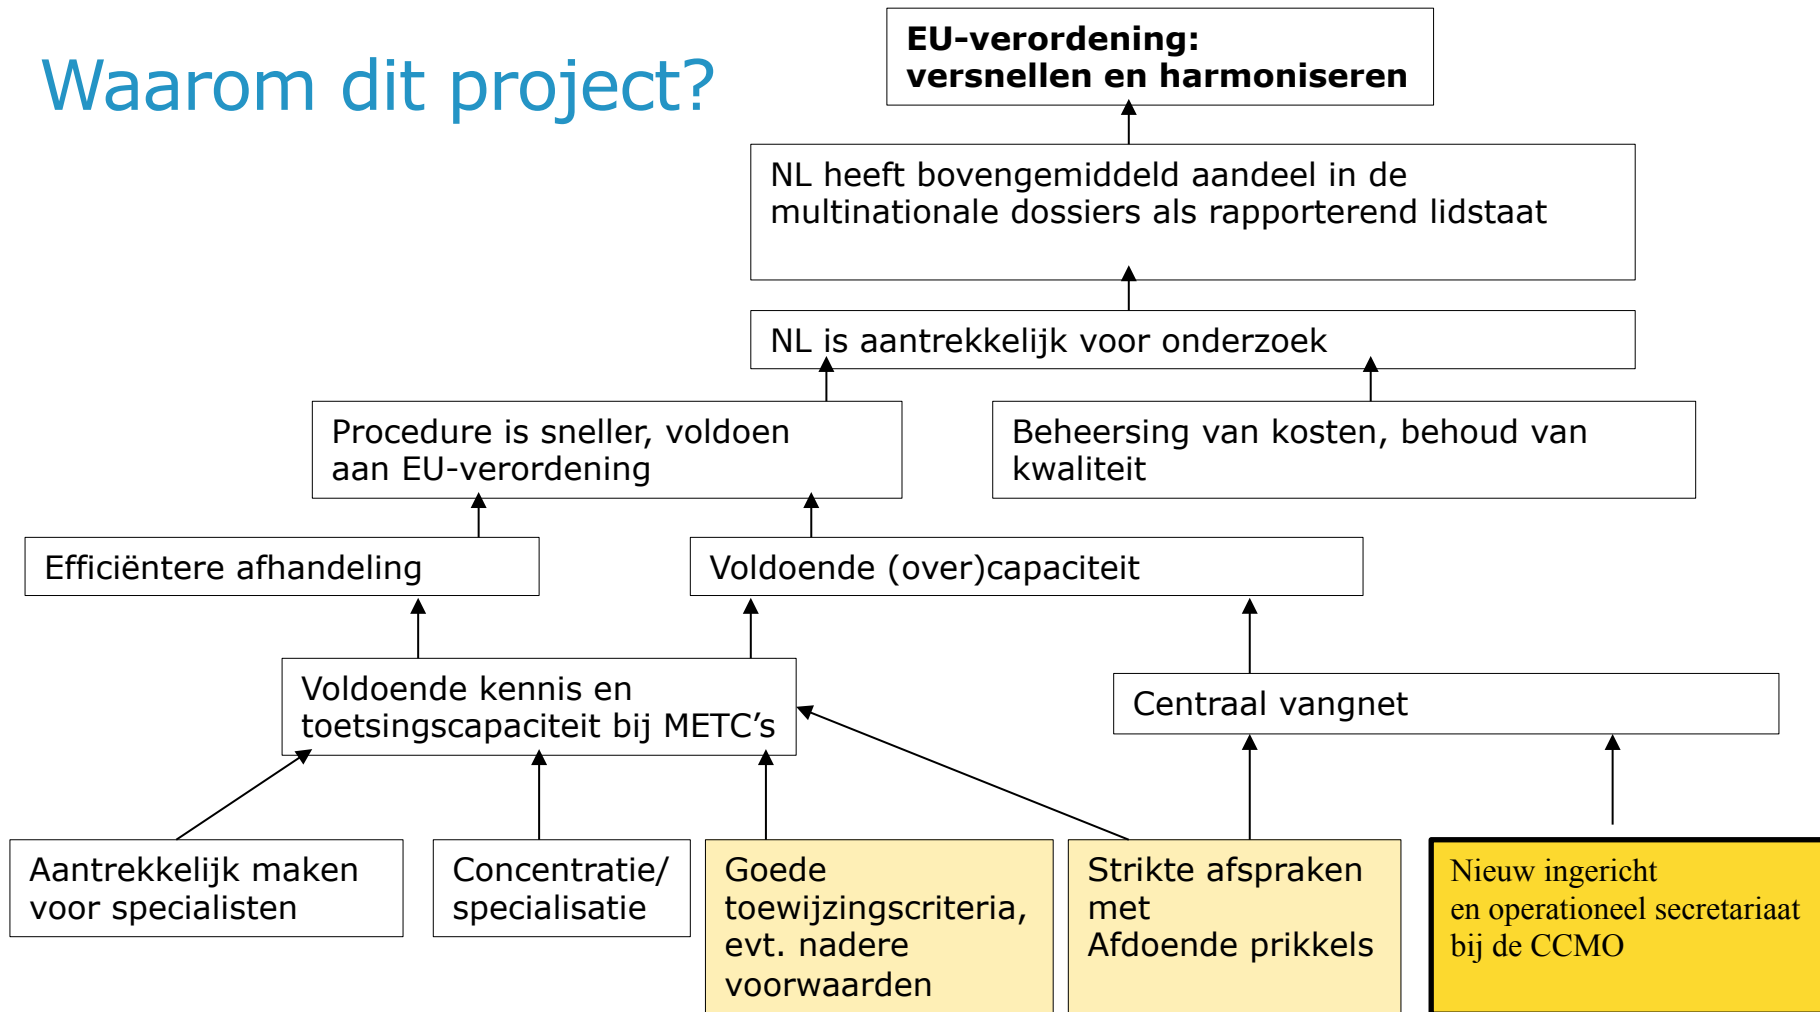 Waarom dit project?
EU-verordening:
versnellen en harmoniseren
NL heeft bovengemiddeld aandeel in de
multinationale dossiers als rapporterend lidstaat
NL is aantrekkelijk voor onderzoek
Procedure is sneller, voldoen
aan EU-verordening
Beheersing van kosten, behoud van
kwaliteit
Efficiëntere afhandeling
Voldoende (over)capaciteit
Voldoende kennis en
toetsingscapaciteit bij METC’s
Centraal vangnet
Aantrekkelijk maken
voor specialisten
Concentratie/
specialisatie
Goede
toewijzingscriteria,
evt. nadere
voorwaarden
Strikte afspraken
met
Afdoende prikkels
Nieuw ingericht
en operationeel secretariaat
bij de CCMO